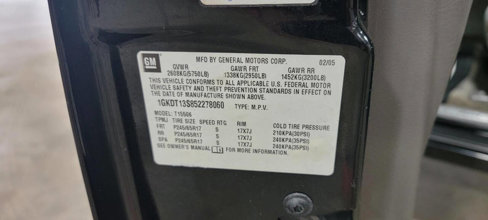 MFD BY GENERAL MOTORS CORP. 02/05
GM
GVWR GAWR FRT GAWR RR
2608KG(5750LB) 1338KG(2950LB) 1452KG(3200LB)
THIS VEHICLE CONFORMS TO ALL APPLICABLE U.S. FEDERAL MOTOR
VEHICLE SAFETY AND THEFT PREVENTION STANDARDS IN EFFECT ON
THE DATE OF MANUFACTURE SHOWN ABOVE.
1GKDT13S852278060 TYPE: M.P.V.
MODEL: T15506
TPMJ TIRE SIZE SPEED RTG RIM COLD TIRE PRESSURE
FRT P245/65R17 S 17X7J 210KPA(30PSI)
RR P245/65R17 S 17X7J 240KPA(35PSI)
SPA P245/65R17 S 17X7J 240KPA(35PSI)
SEE OWNER'S MANUAL FOR MORE INFORMATION.